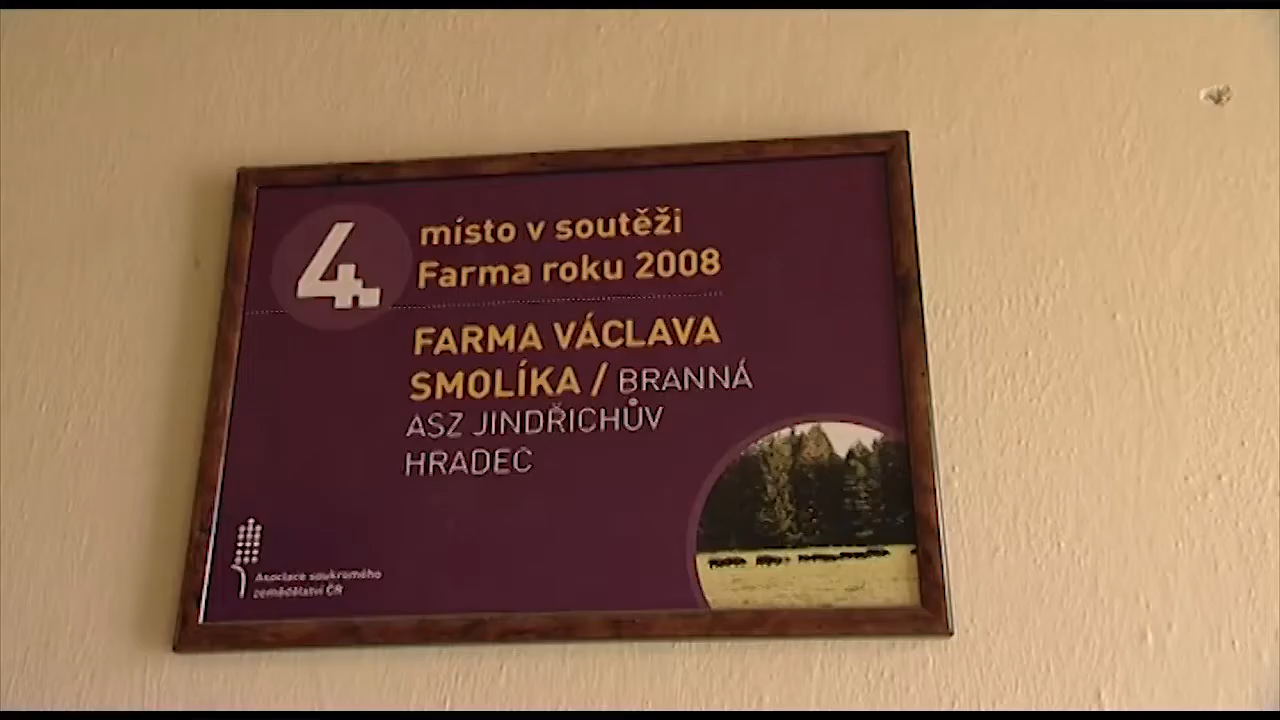 4. místo v soutěži
Farma roku 2008
FARMA VÁCLAVA
SMOLÍKA / BRANNÁ
ASZ JINDŘICHŮV
HRADEC
Asociace soukromého
zemědělství ČR